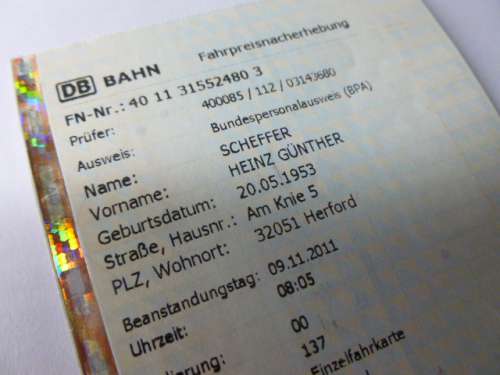 DB BAHN Fahrpreisnacherhebung
FN-Nr.: 40 11 31552480 3
Prüfer: 400085 / 112 / 03143680
Ausweis: Bundespersonalausweis (BPA)
Name: SCHEFFER
Vorname: HEINZ GÜNTHER
Geburtsdatum: 20.05.1953
Straße, Hausnr.: Am Knie 5
PLZ, Wohnort: 32051 Herford
Beanstandungstag: 09.11.2011
Uhrzeit: 08:05
00
137
Einzelfahrkarte